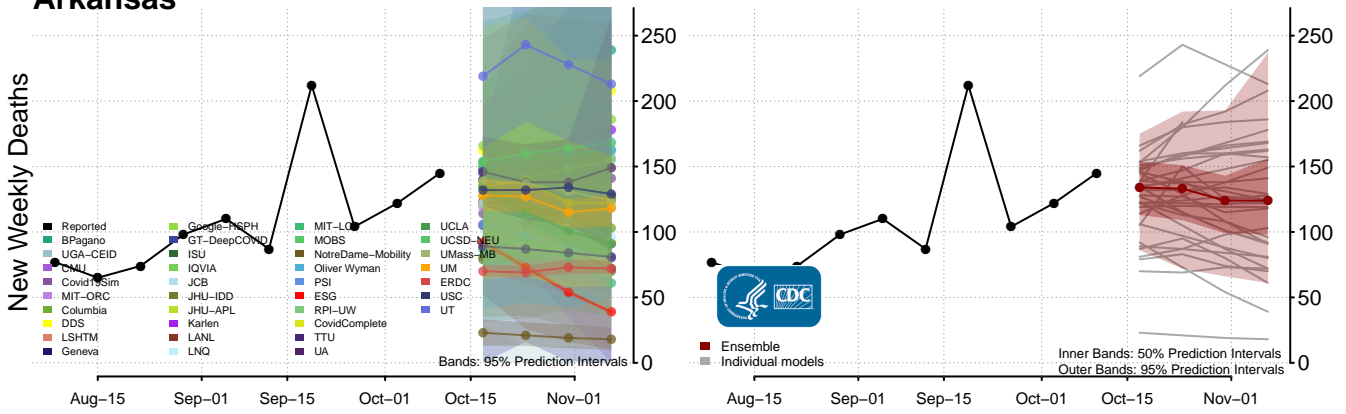 Arkansas
New Weekly Deaths
250
200
150
100
50
0
Reported
BPagano
UGA−CEID
CMU
Covid19Sim
MIT−ORC
Columbia
DDS
LSHTM
Geneva
Google−HSPH
GT−DeepCOVID
ISU
IQVIA
JCB
JHU−IDD
JHU−APL
Karlen
LANL
LNQ
MIT−LCP
MOBS
NotreDame−Mobility
Oliver Wyman
PSI
ESG
RPI−UW
CovidComplete
TTU
UA
UCLA
UCSD−NEU
UMass−MB
UM
ERDC
USC
UT
Bands: 95% Prediction Intervals
Aug−15 Sep−01 Sep−15 Oct−01 Oct−15 Nov−01
250
200
150
100
50
0
CDC
Ensemble
Individual models
Inner Bands: 50% Prediction Intervals
Outer Bands: 95% Prediction Intervals
Aug−15 Sep−01 Sep−15 Oct−01 Oct−15 Nov−01